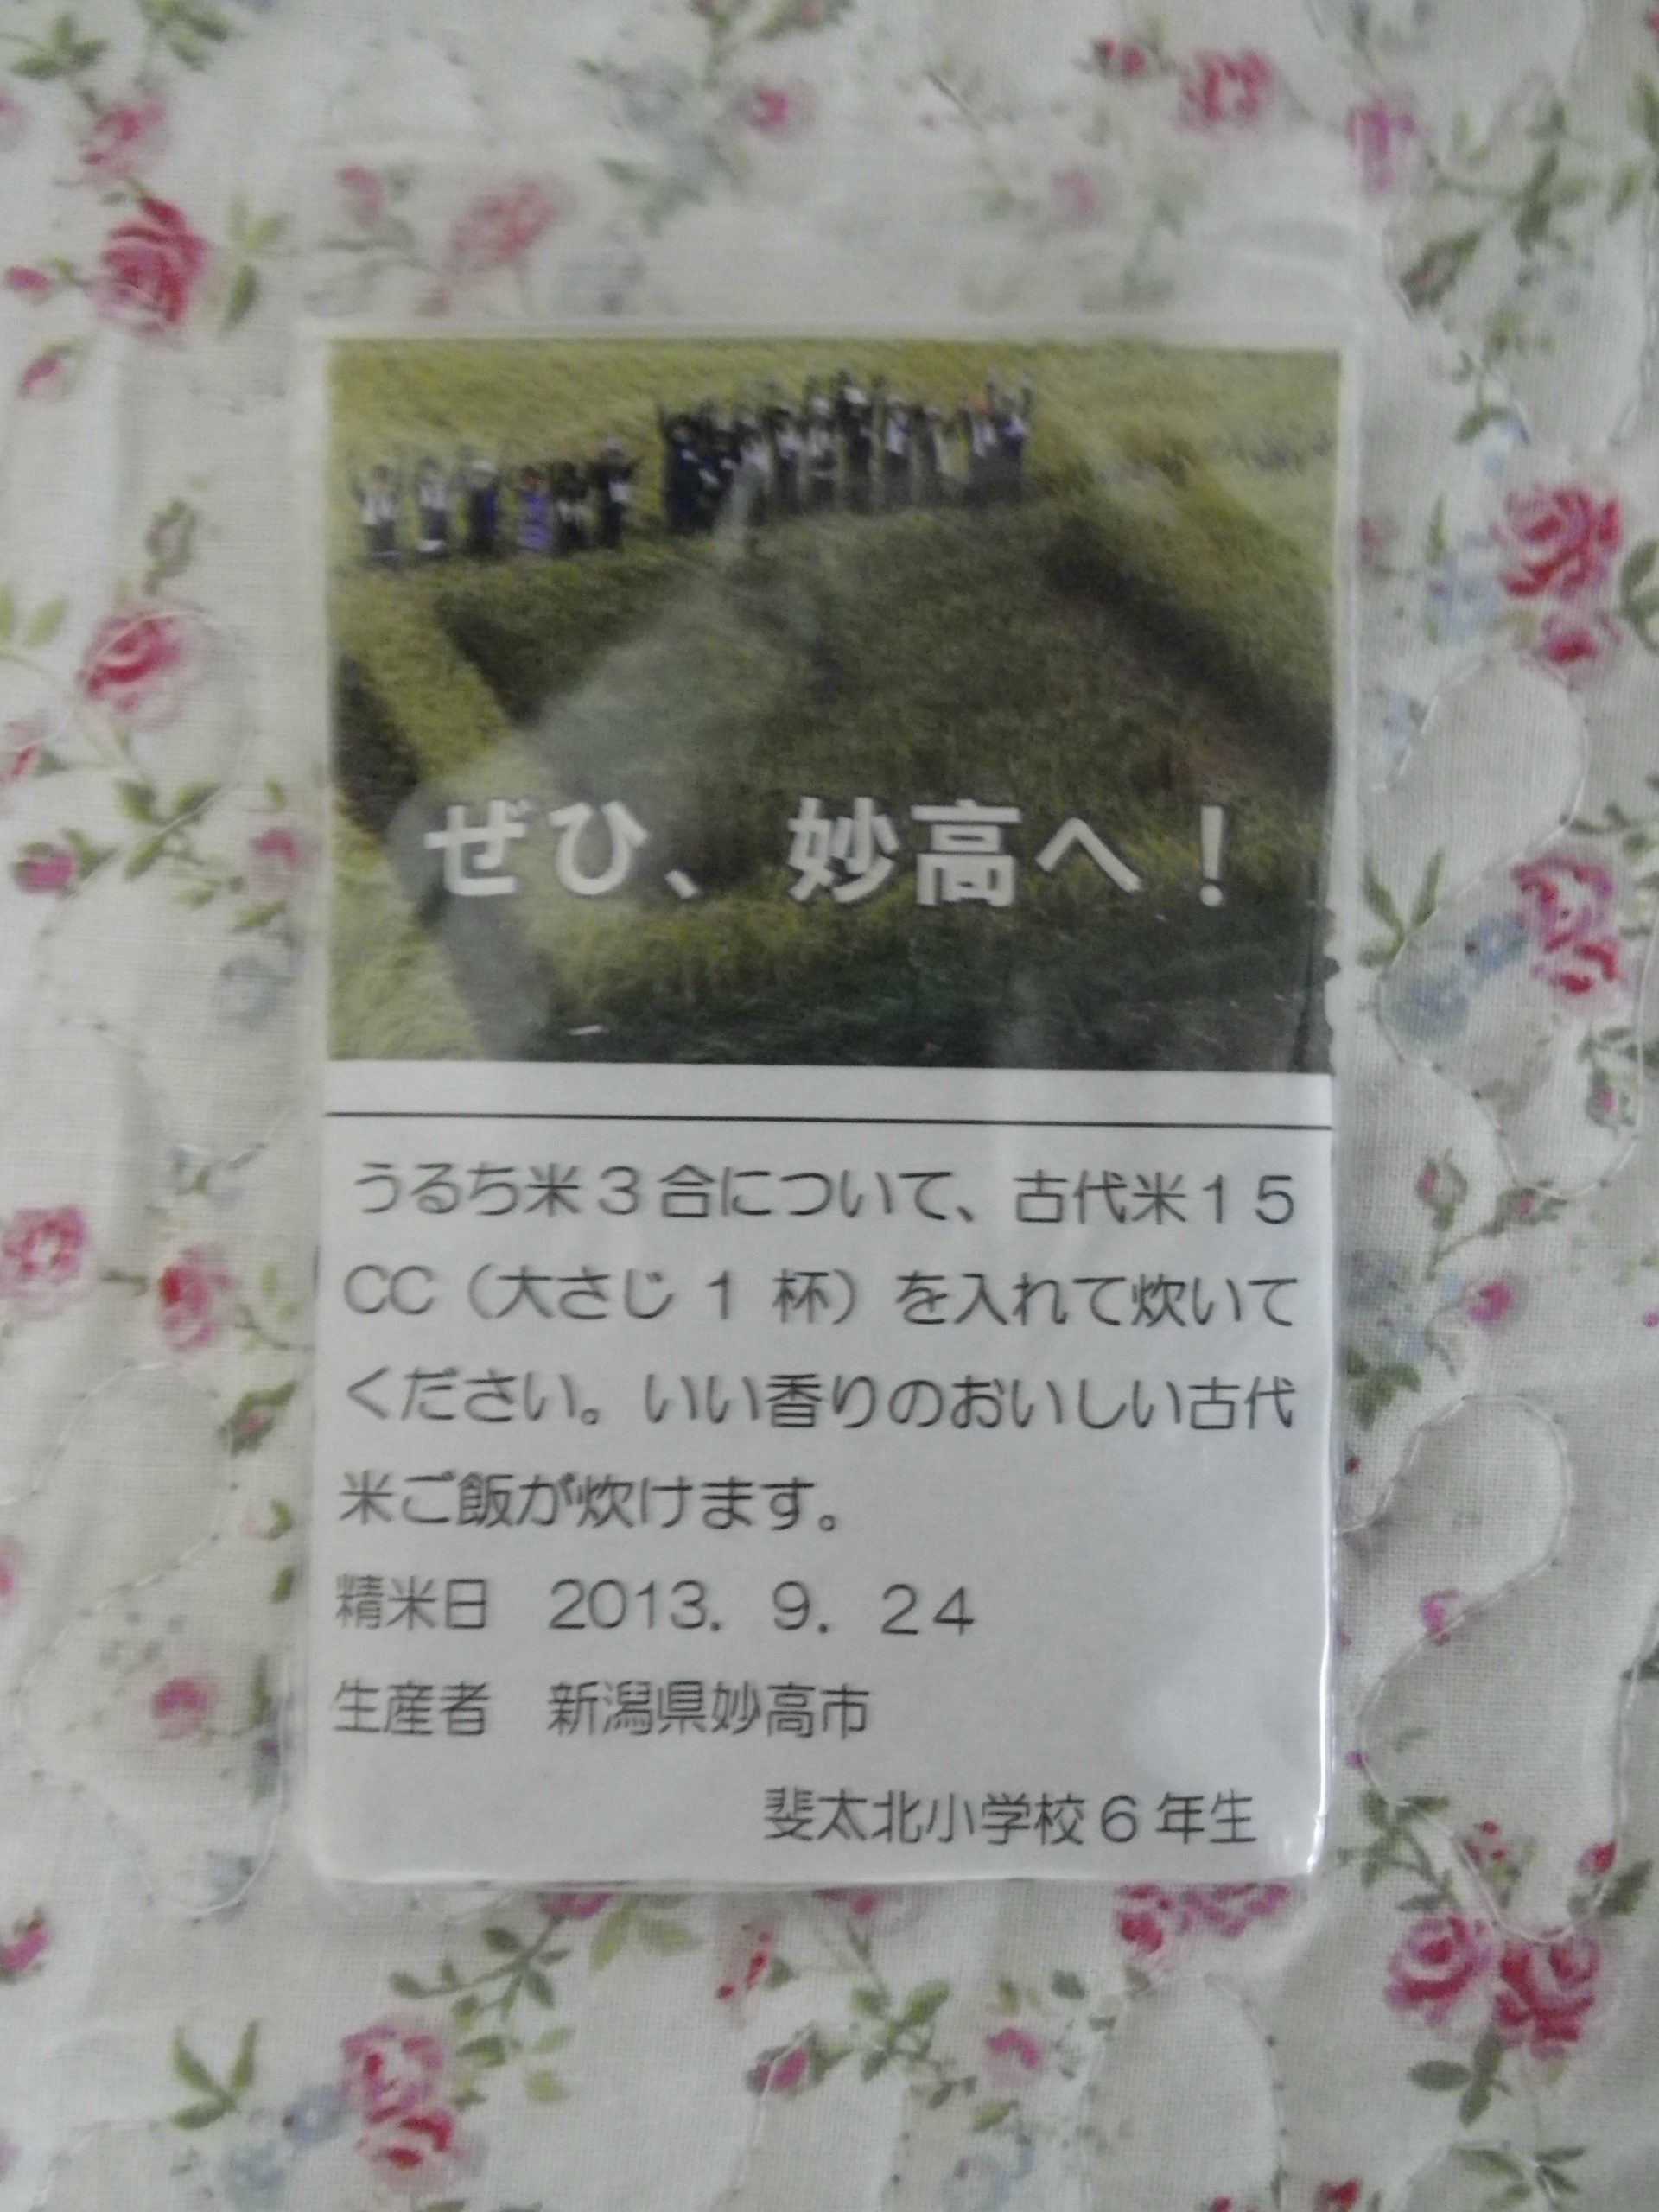 ぜひ、妙高へ！
うるち米３合について、古代米１５
CC（大さじ 1 杯）を入れて炊いて
ください。いい香りのおいしい古代
米ご飯が炊けます。
精米日　2013．９．２４
生産者　新潟県妙高市
斐太北小学校６年生